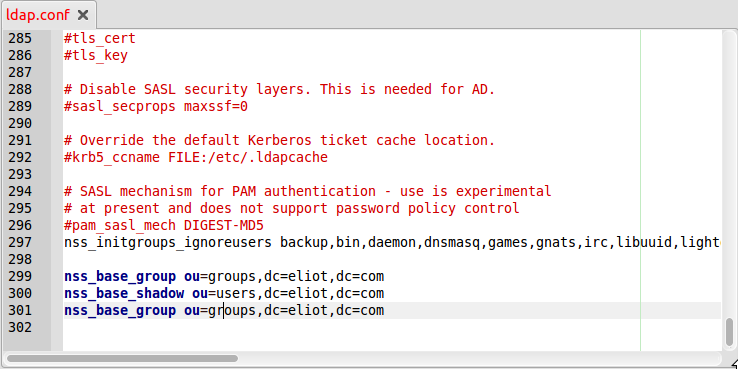 ldap.conf
285 #tls_cert
286 #tls_key
287
288 # Disable SASL security layers. This is needed for AD.
289 #sasl_secprops maxssf=0
290
291 # Override the default Kerberos ticket cache location.
292 #krb5_ccname FILE:/etc/.ldapcache
293
294 # SASL mechanism for PAM authentication - use is experimental
295 # at present and does not support password policy control
296 #pam_sasl_mech DIGEST-MD5
297 nss_initgroups_ignoreusers backup,bin,daemon,dnsmasq,games,gnats,irc,libuuid,light
298
299 nss_base_group ou=groups,dc=eliot,dc=com
300 nss_base_shadow ou=users,dc=eliot,dc=com
301 nss_base_group ou=groups,dc=eliot,dc=com
302